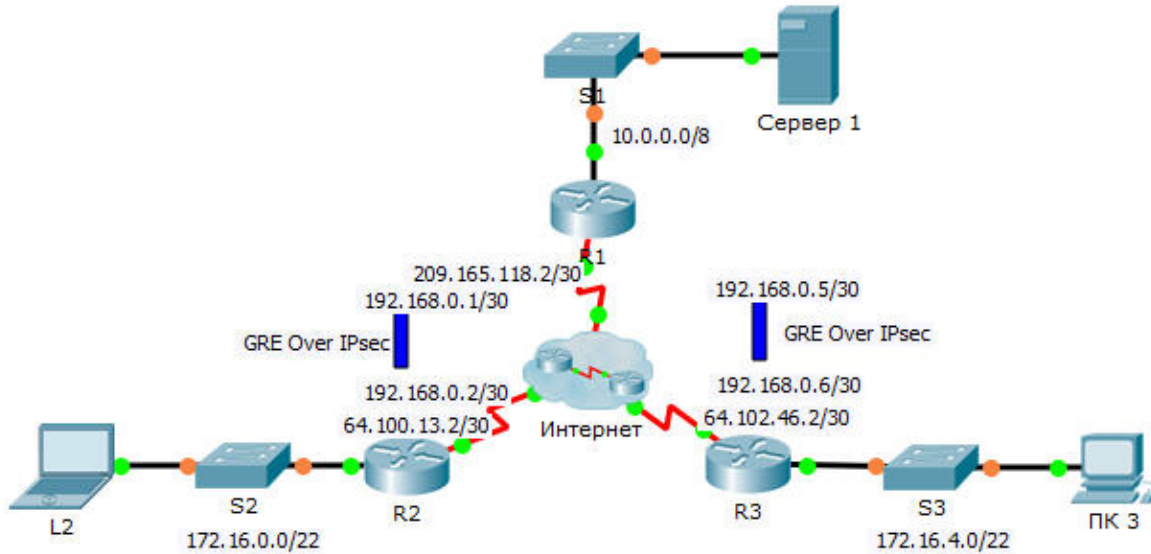 S1
Сервер 1
10.0.0.0/8
R1
209.165.118.2/30
192.168.0.1/30
192.168.0.5/30
GRE Over IPsec
GRE Over IPsec
192.168.0.2/30
192.168.0.6/30
64.100.13.2/30
Интернет
64.102.46.2/30
L2
S2
R2
R3
S3
ПК 3
172.16.0.0/22
172.16.4.0/22